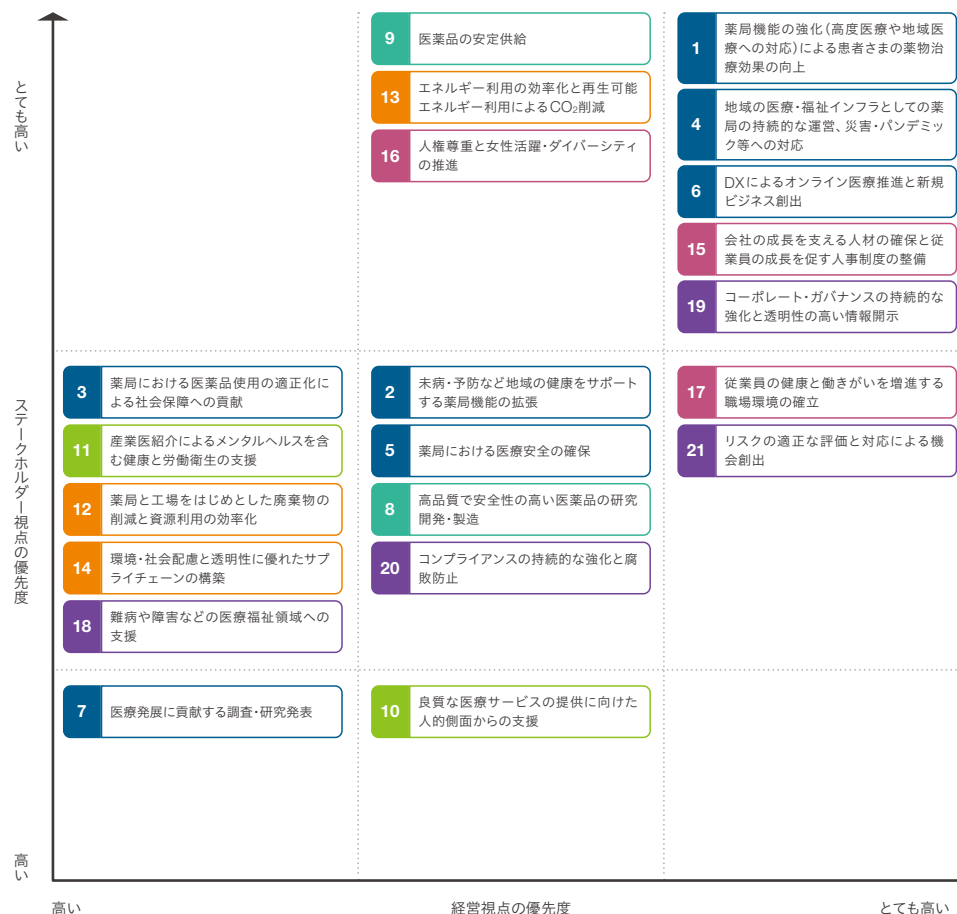 とても高い
ステークホルダー視点の優先度
高い
9
医薬品の安定供給
13
エネルギー利用の効率化と再生可能
エネルギー利用によるCO₂削減
16
人権尊重と女性活躍・ダイバーシティ
の推進
1
薬局機能の強化(高度医療や地域医
療への対応)による患者さまの薬物治
療効果の向上
4
地域の医療・福祉インフラとしての薬
局の持続的な運営、災害・パンデミッ
ク等への対応
6
DXによるオンライン医療推進と新規
ビジネス創出
15
会社の成長を支える人材の確保と従
業員の成長を促す人事制度の整備
19
コーポレート・ガバナンスの持続的な
強化と透明性の高い情報開示
3
薬局における医薬品使用の適正化に
よる社会保障への貢献
11
産業医紹介によるメンタルヘルスを含
む健康と労働衛生の支援
12
薬局と工場をはじめとした廃棄物の
削減と資源利用の効率化
14
環境・社会配慮と透明性に優れたサプ
ライチェーンの構築
18
難病や障害などの医療福祉領域への
支援
2
未病・予防など地域の健康をサポート
する薬局機能の拡張
5
薬局における医療安全の確保
8
高品質で安全性の高い医薬品の研究
開発・製造
20
コンプライアンスの持続的な強化と腐
敗防止
17
従業員の健康と働きがいを増進する
職場環境の確立
21
リスクの適正な評価と対応による機
会創出
7
医療発展に貢献する調査・研究発表
10
良質な医療サービスの提供に向けた
人的側面からの支援
高い
経営視点の優先度
とても高い